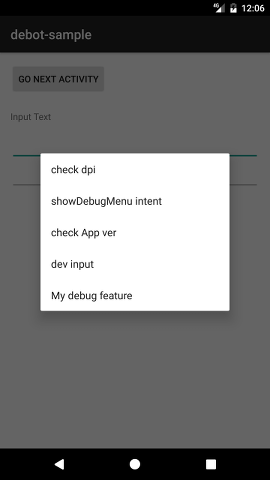 4G 12:06
debot-sample
GO NEXT ACTIVITY
Input Text
check dpi
showDebugMenu intent
check App ver
dev input
My debug feature